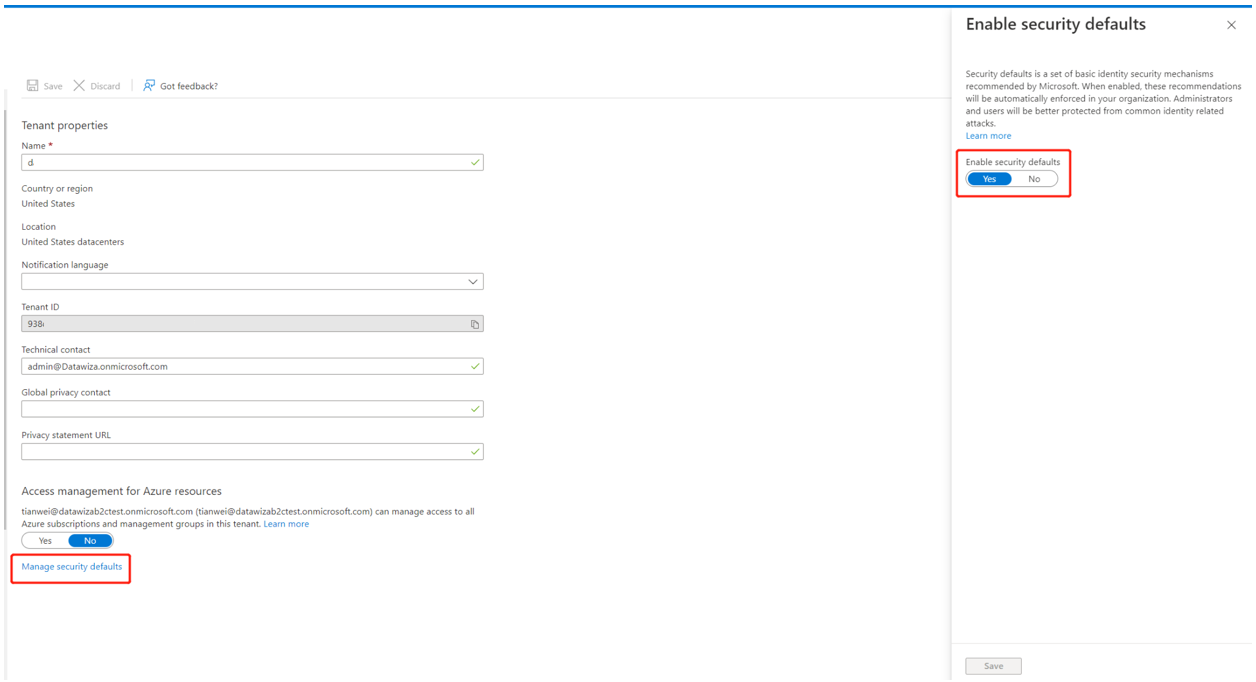 Save Discard Got feedback?
Tenant properties
Name *
d
Country or region
United States
Location
United States datacenters
Notification language
Tenant ID
938
Technical contact
admin@Datawiza.onmicrosoft.com
Global privacy contact
Privacy statement URL
Access management for Azure resources
tianwei@datawizab2ctest.onmicrosoft.com (tianwei@datawizab2ctest.onmicrosoft.com) can manage access to all
Azure subscriptions and management groups in this tenant. Learn more
Yes No
Manage security defaults
Enable security defaults
Security defaults is a set of basic identity security mechanisms
recommended by Microsoft. When enabled, these recommendations
will be automatically enforced in your organization. Administrators
and users will be better protected from common identity related
attacks.
Learn more
Enable security defaults
Yes No
Save